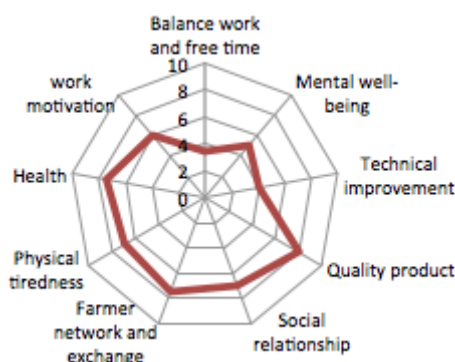 Balance work
and free time
Mental well-
being
Technical
improvement
Quality product
Social
relationship
Farmer
network and
exchange
Physical
tiredness
Health
work
motivation
10
8
6
4
2
0